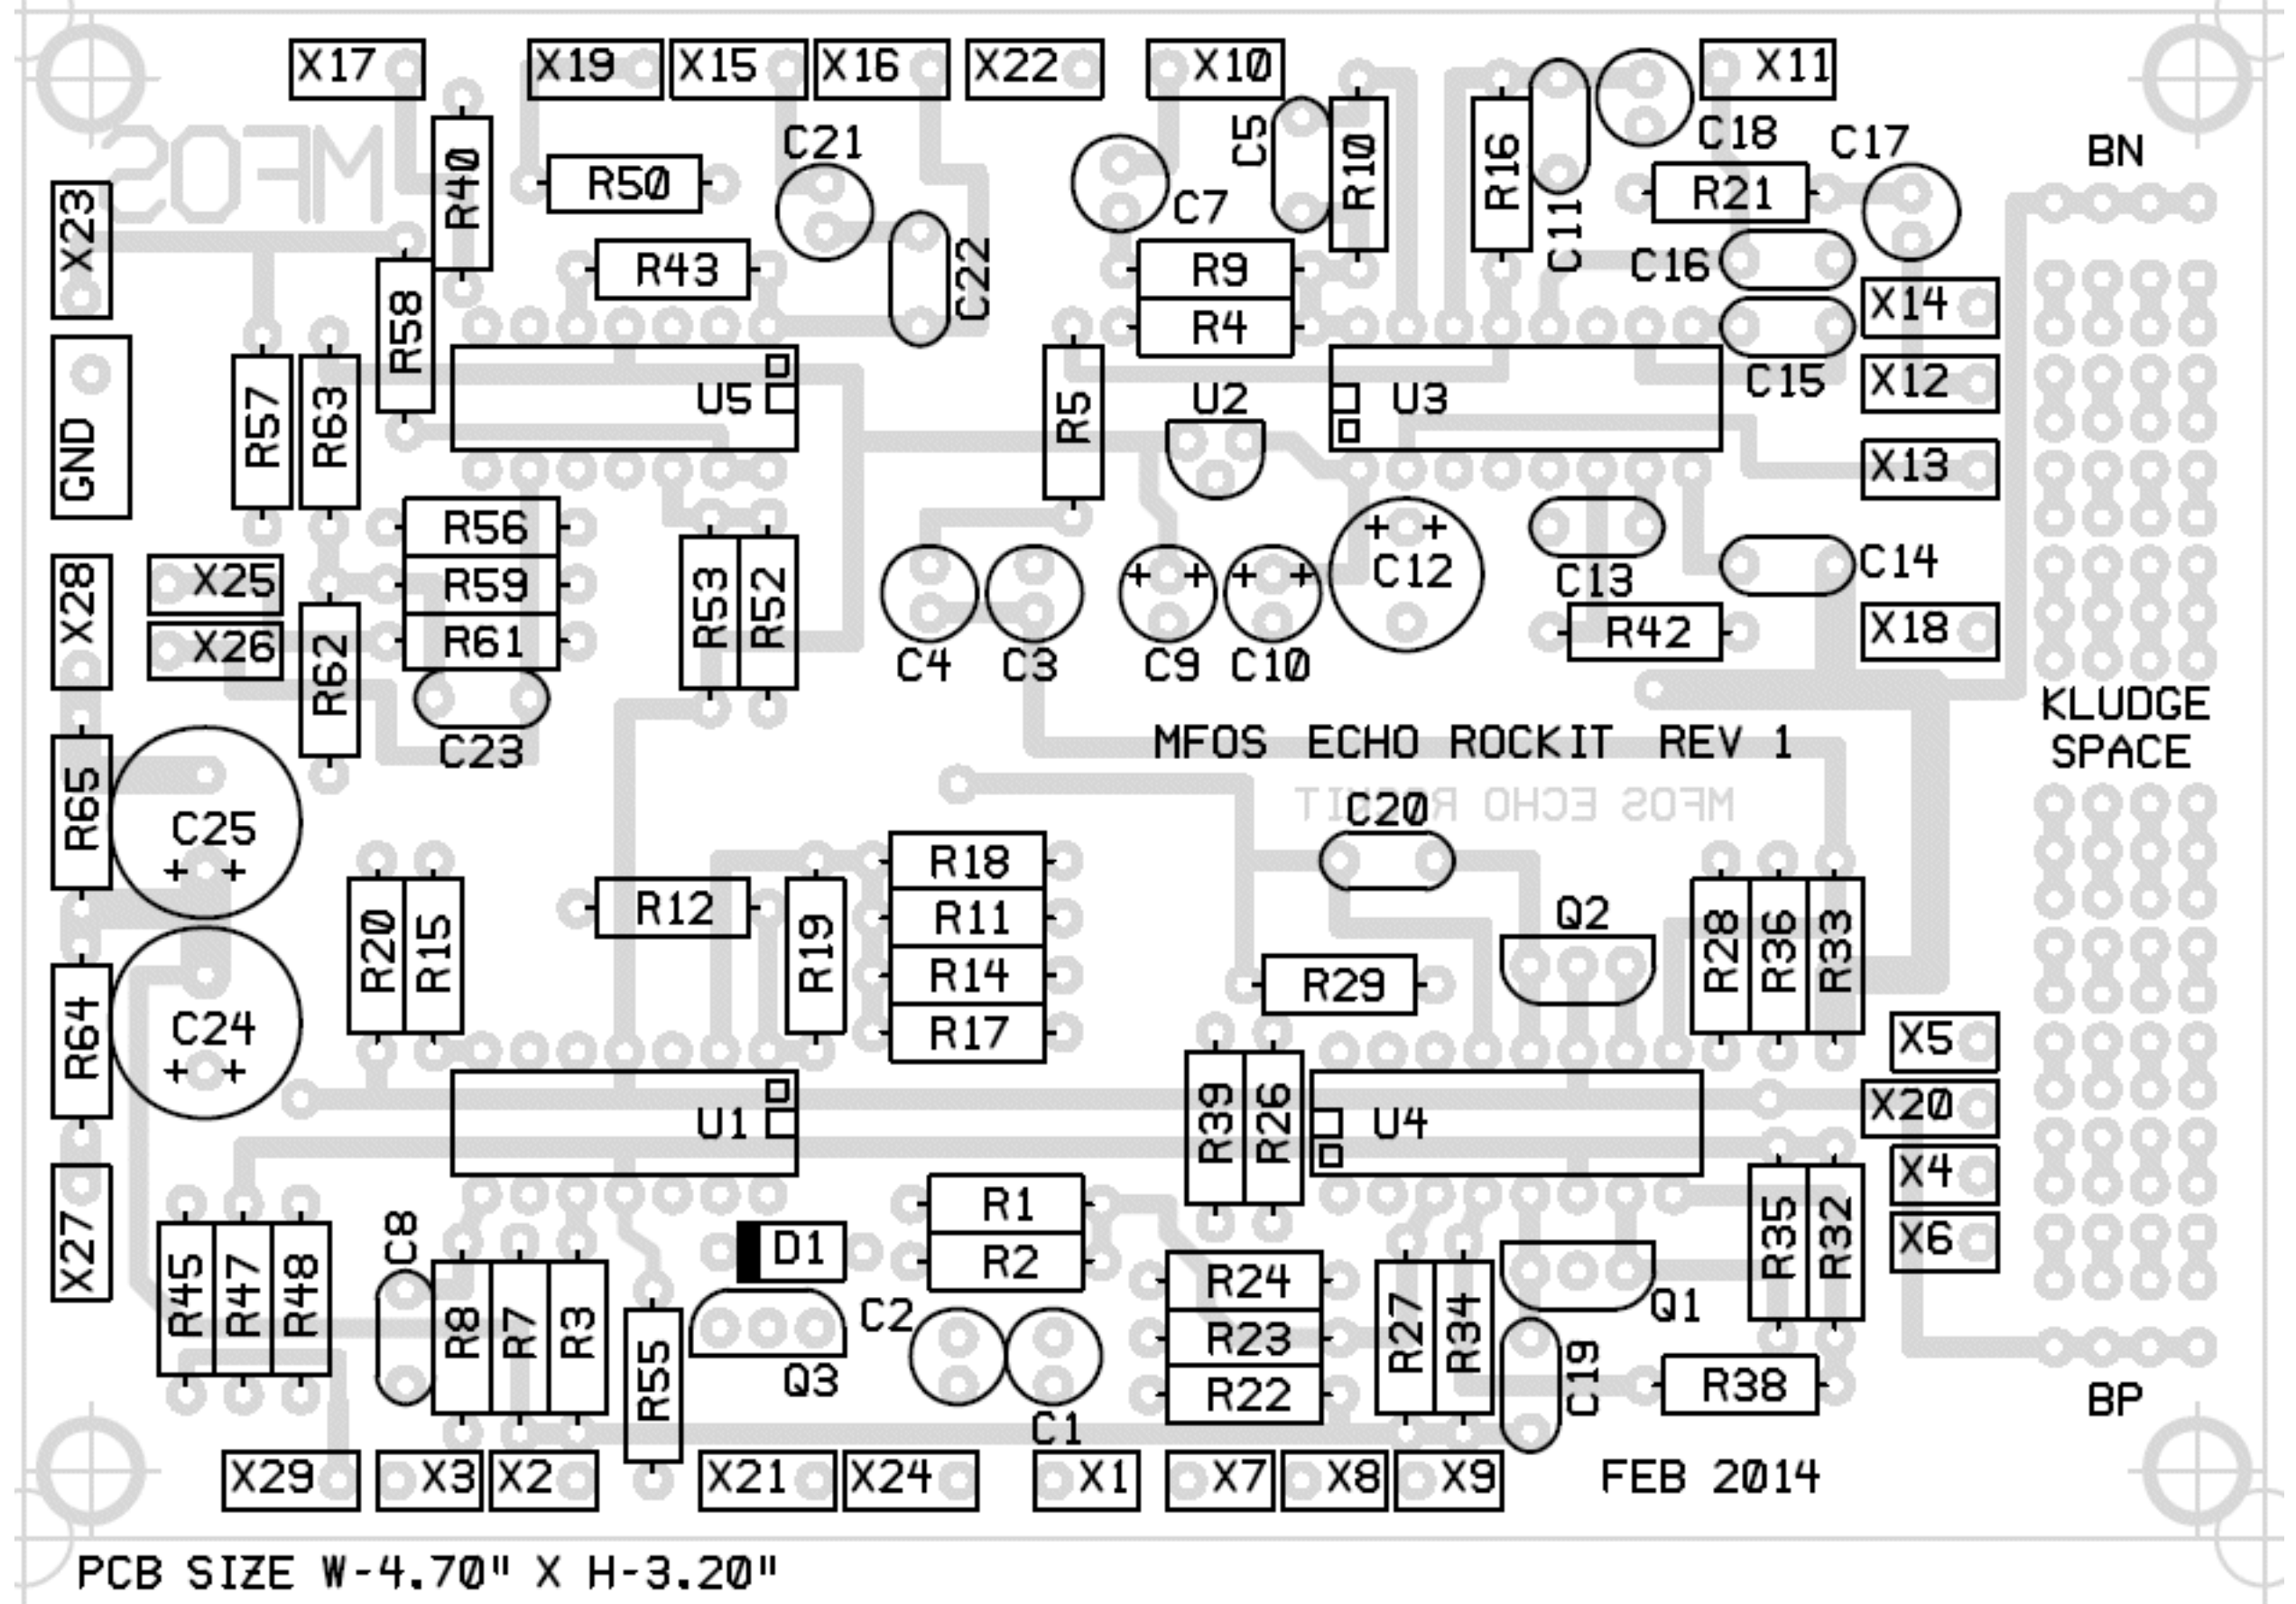 X17 X19 X15 X16 X22 X10 X11
MFOS
X23
R40
R50
C21
C7
C5
R10
R16
C11
C18
C17
BN
R21
R58
R43
C22
R9
C16
X14
R4
C15
X12
GND
R57
R63
U5
R5
U2
U3
X13
R56
R53
R52
C12
C13
C14
X28
X25
R59
X26
R62
R61
C4
C3
C9
C10
R42
X18
C23
KLUDGE
SPACE
MFOS ECHO ROCKIT REV 1
MFOS ECHO ROCKIT
R65
C25
C20
R20
R15
R12
R19
R18
R11
R14
R17
Q2
R28
R36
R33
R29
R64
C24
X5
U1
R39
R26
U4
X20
X4
X27
R45
R47
R48
C8
R8
R7
R3
D1
R1
R2
R24
R23
R22
R27
R34
Q1
R35
R32
X6
R55
Q3
C2
C1
C19
R38
BP
X29 X3 X2 X21 X24 X1 X7 X8 X9
FEB 2014
PCB SIZE W-4.70" X H-3.20"